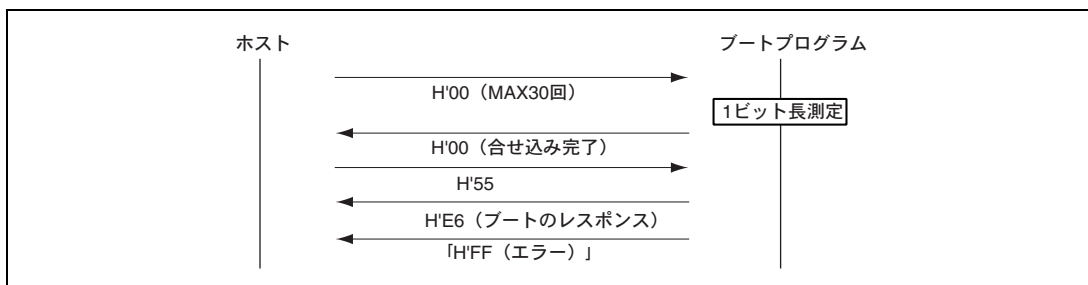 ホスト
ブートプログラム
H'00（MAX30回）
1ビット長測定
H'00（合せ込み完了）
H'55
H'E6（ブートのレスポンス）
「H'FF（エラー）」